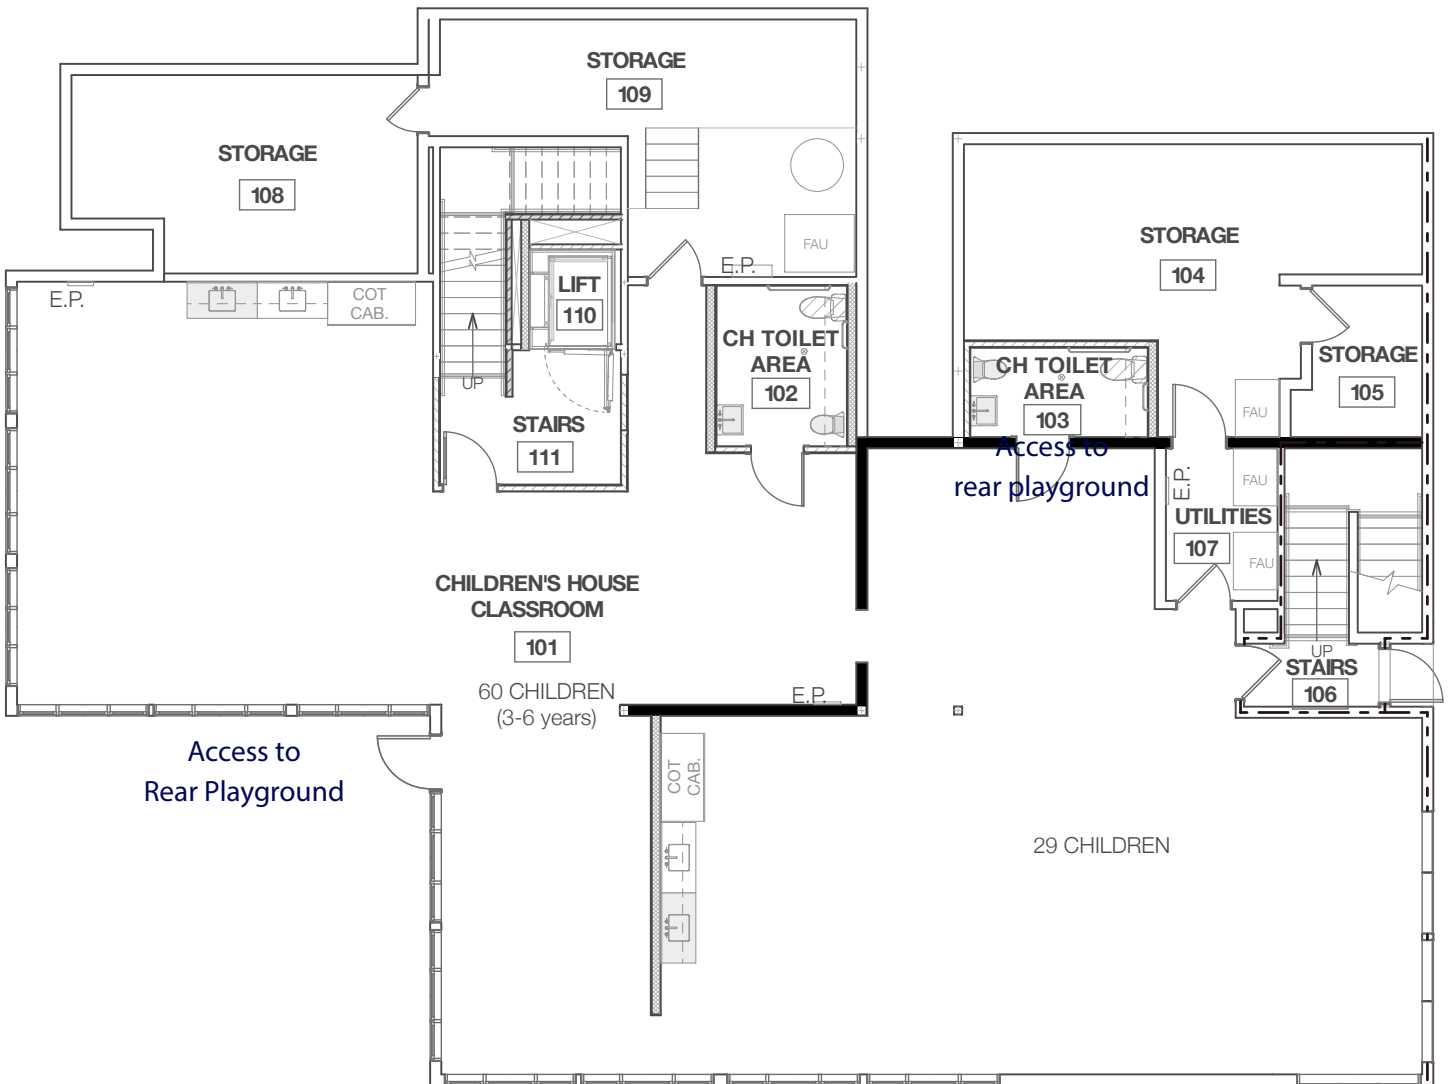 STORAGE
109
STORAGE
108
FAU
E.P.
STORAGE
104
E.P.
COT
CAB.
LIFT
110
UP
CH TOILET
AREA
102
STAIRS
111
CH TOILET
AREA
103
STORAGE
105
FAU
Access to
rear playground
E.P.
FAU
UTILITIES
107
FAU
CHILDREN'S HOUSE
CLASSROOM
101
60 CHILDREN
(3-6 years)
E.P.
UP
STAIRS
106
Access to
Rear Playground
COT
CAB.
29 CHILDREN